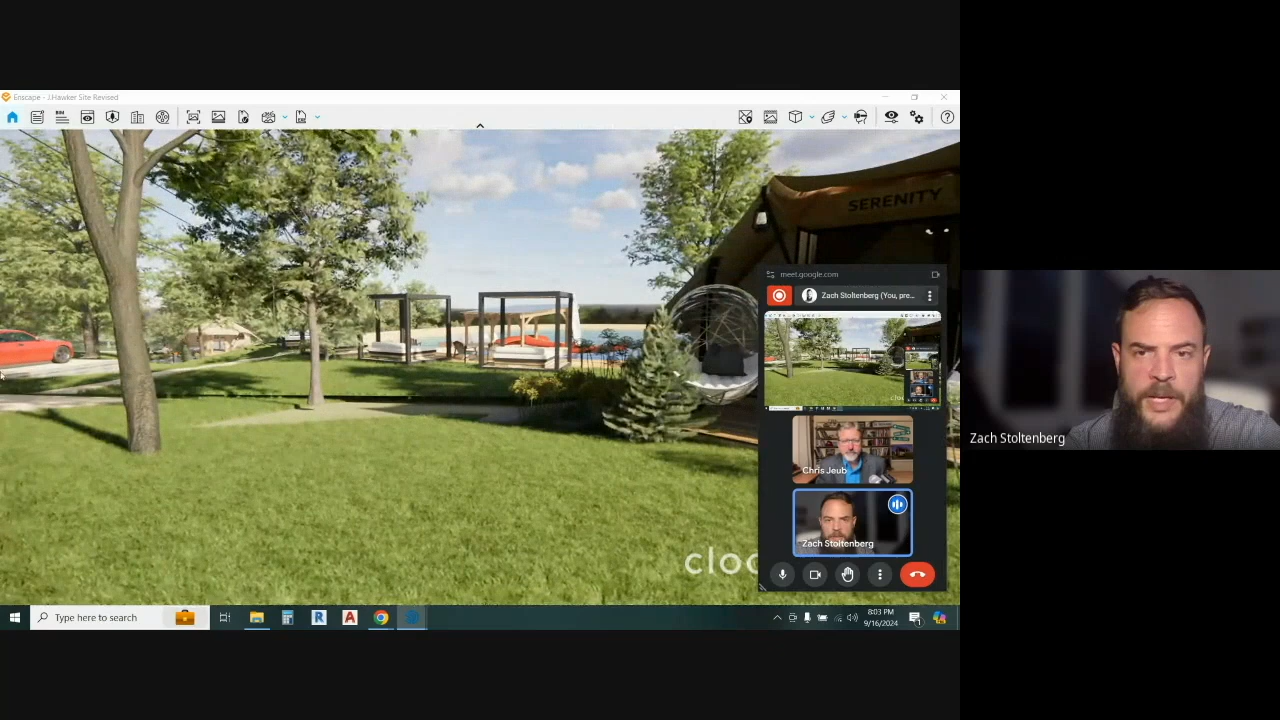 Enscape - J.Hawker Site Revised
BIM
SERENITY
meet.google.com
Zach Stoltenberg (You, pre...
Chris Jeub
Zach Stoltenberg
Type here to search
R
A
8:03 PM
9/16/2024
Zach Stoltenberg